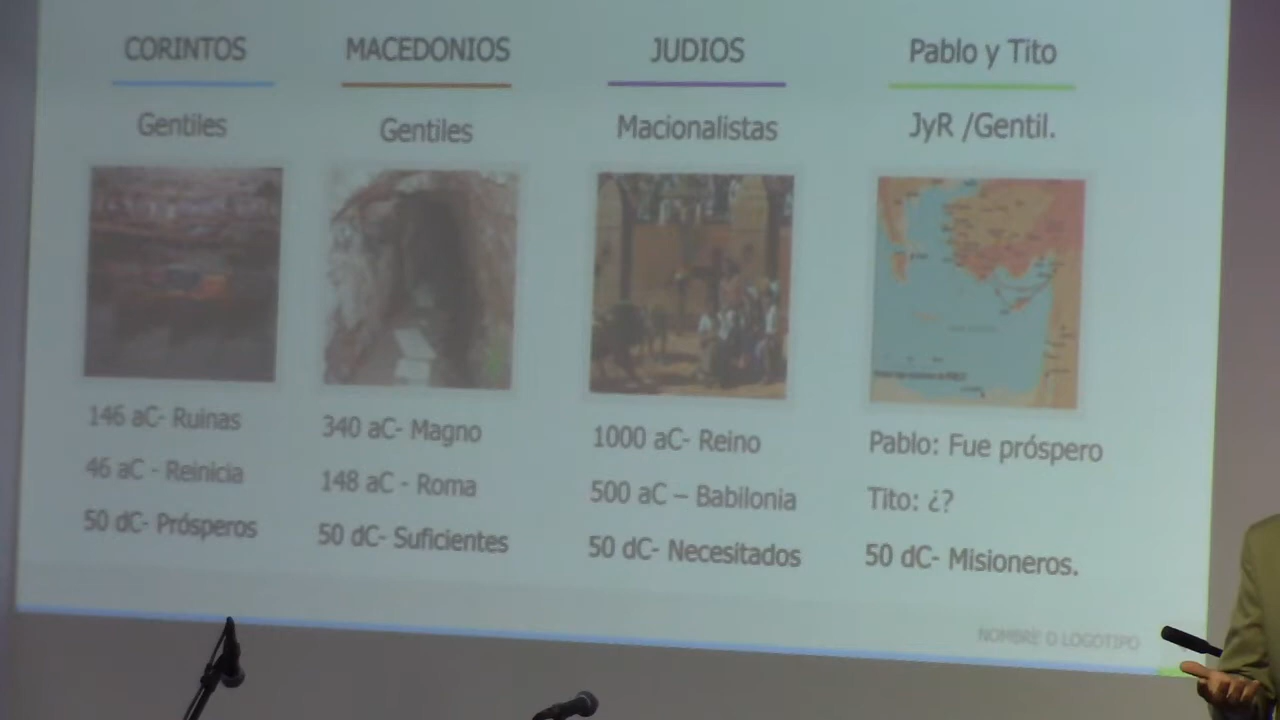 CORINTOS
Gentiles
146 aC- Ruinas
46 aC - Reinicia
50 dC- Prósperos
MACEDONIOS
Gentiles
340 aC- Magno
148 aC - Roma
50 dC- Suficientes
JUDIOS
Macionalistas
1000 aC- Reino
500 aC – Babilonia
50 dC- Necesitados
Pablo y Tito
JyR /Gentil.
Pablo: Fue próspero
Tito: ¿?
50 dC- Misioneros.
NOMBRE O LOGOTIPO